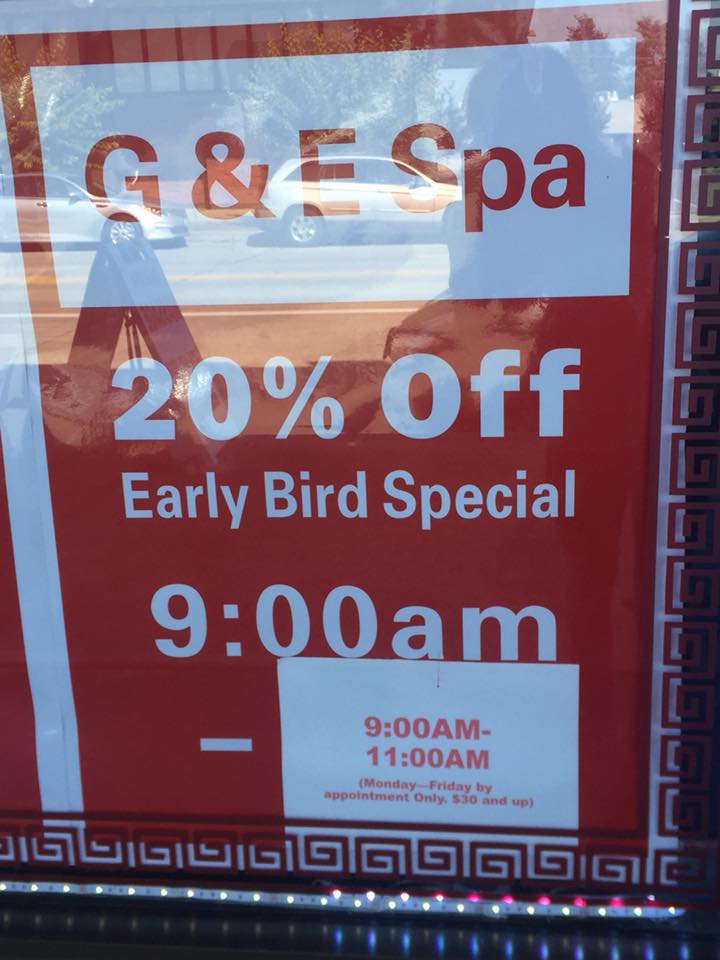 G & E Spa
20% Off
Early Bird Special
9:00am
–
9:00AM-
11:00AM
(Monday—Friday by
appointment Only. $30 and up)